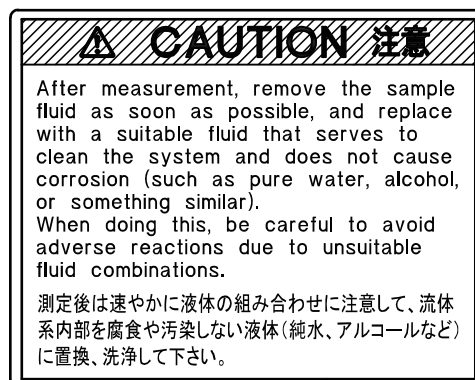 ⚠ CAUTION 注意
After measurement, remove the sample
fluid as soon as possible, and replace
with a suitable fluid that serves to
clean the system and does not cause
corrosion (such as pure water, alcohol,
or something similar).
When doing this, be careful to avoid
adverse reactions due to unsuitable
fluid combinations.
測定後は速やかに液体の組み合わせに注意して、流体
系内部を腐食や汚染しない液体(純水、アルコールなど)
に置換、洗浄して下さい。